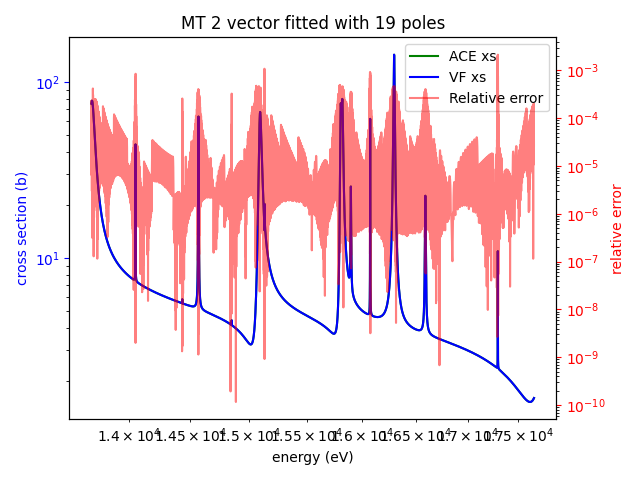 MT 2 vector fitted with 19 poles
ACE xs
VF xs
Relative error
cross section (b)
10²
10¹
10⁻³
10⁻⁴
10⁻⁵
10⁻⁶
10⁻⁷
10⁻⁸
10⁻⁹
10⁻¹⁰
relative error
1.4 × 10⁴ 1.45 × 10⁴ 1.5 × 10⁴ 1.55 × 10⁴ 1.6 × 10⁴ 1.65 × 10⁴ 1.7 × 10⁴ 1.75 × 10⁴
energy (eV)